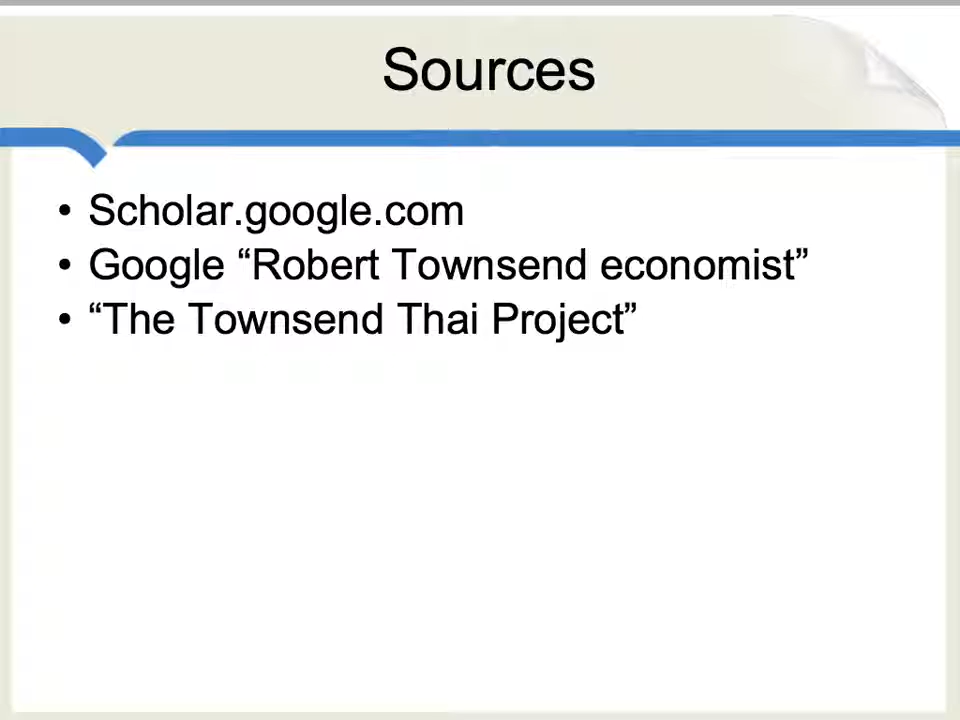 Sources
• Scholar.google.com
• Google “Robert Townsend economist”
• “The Townsend Thai Project”